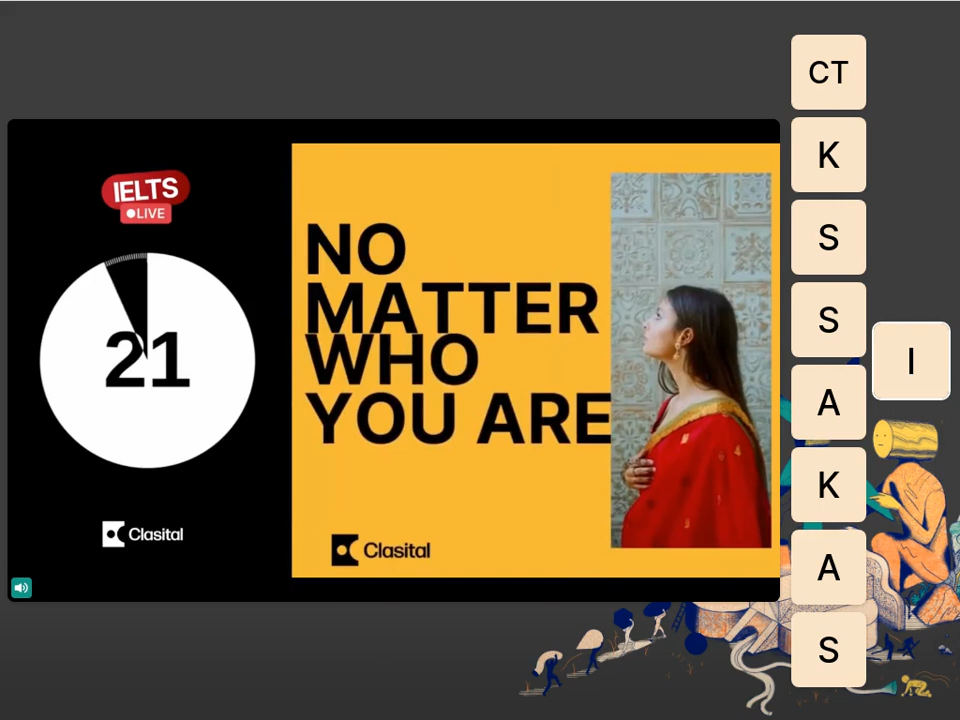 IELTS
LIVE
21
Clasital
NO
MATTER
WHO
YOU ARE
Clasital
CT
K
S
S
A
K
A
S
I